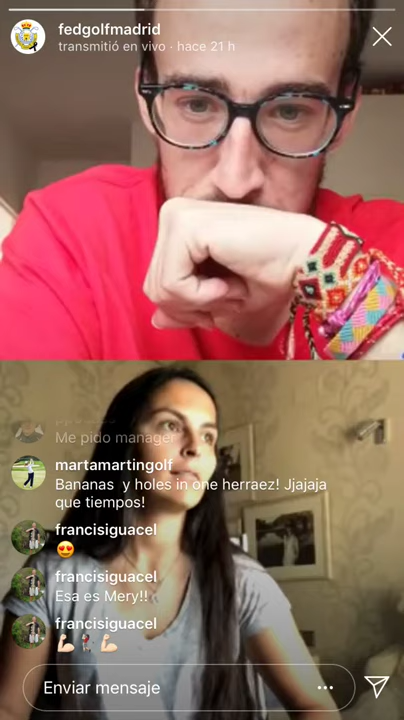 fedgolfmadrid
transmitió en vivo · hace 21 h
Me pido manager
martamartingolf
Bananas y holes in one herraez! Jjajaja
que tiempos!
francisiguacel
😍
francisiguacel
Esa es Mery!!
francisiguacel
Enviar mensaje